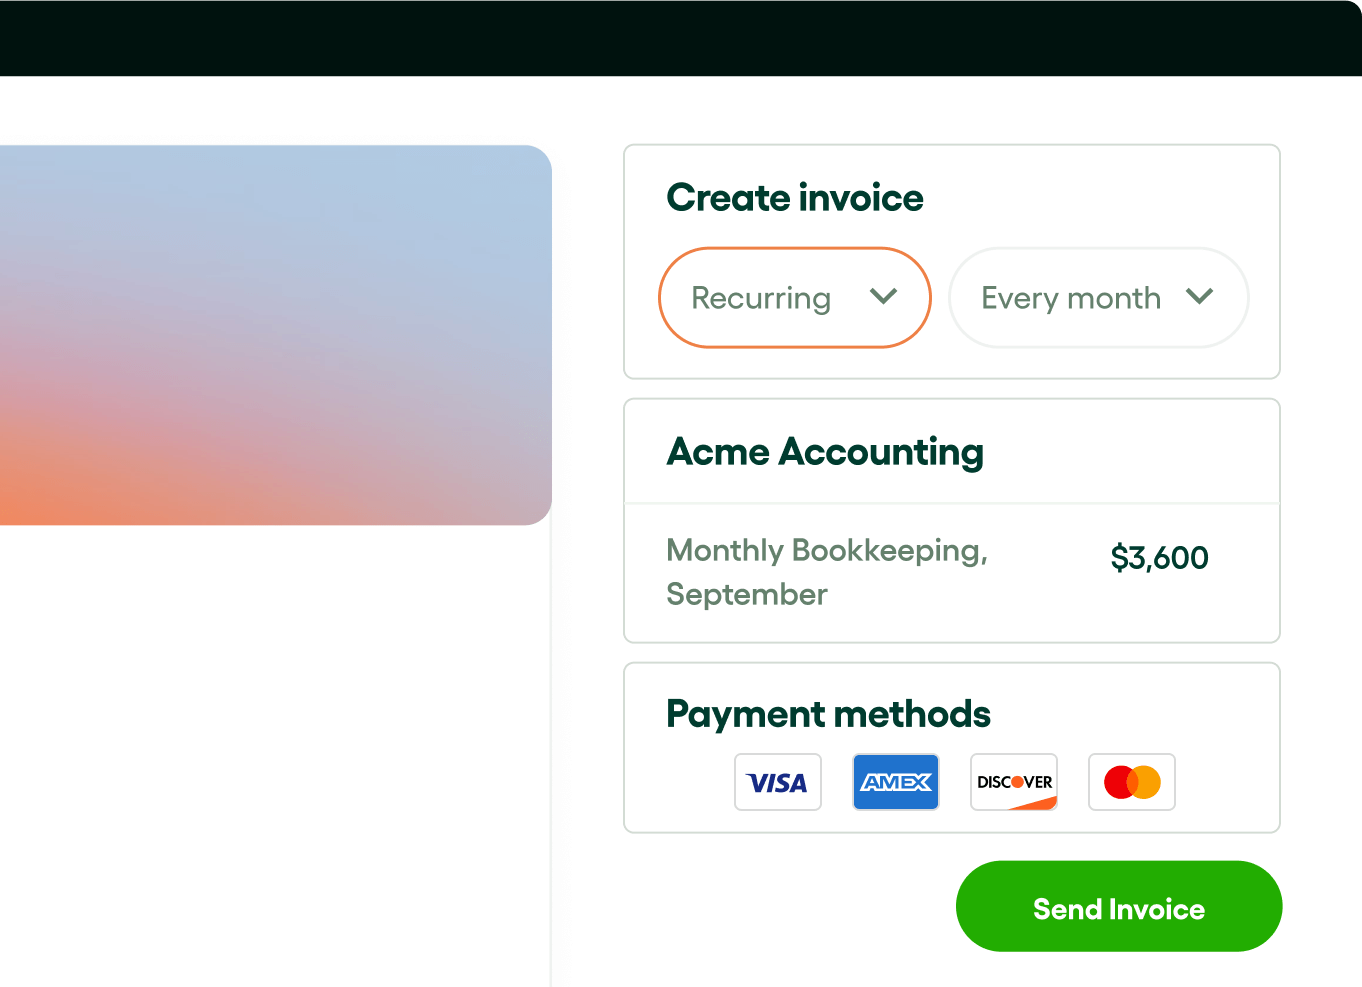 Create invoice
Recurring
Every month
Acme Accounting
Monthly Bookkeeping,
September
$3,600
Payment methods
VISA
AMEX
DISCOVER
Send Invoice